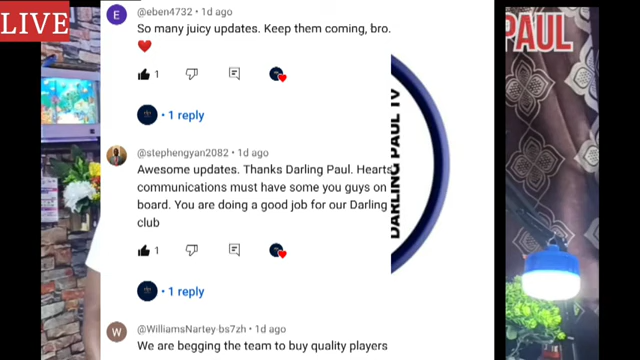 LIVE
@eben4732 • 1d ago
So many juicy updates. Keep them coming, bro.
❤️
1
• 1 reply
@stephengyan2082 • 1d ago
Awesome updates. Thanks Darling Paul. Hearts
communications must have some you guys on
board. You are doing a good job for our Darling
club
1
• 1 reply
@WilliamsNartey-bs7zh • 1d ago
We are begging the team to buy quality players
DARLING PAUL TV
PAUL